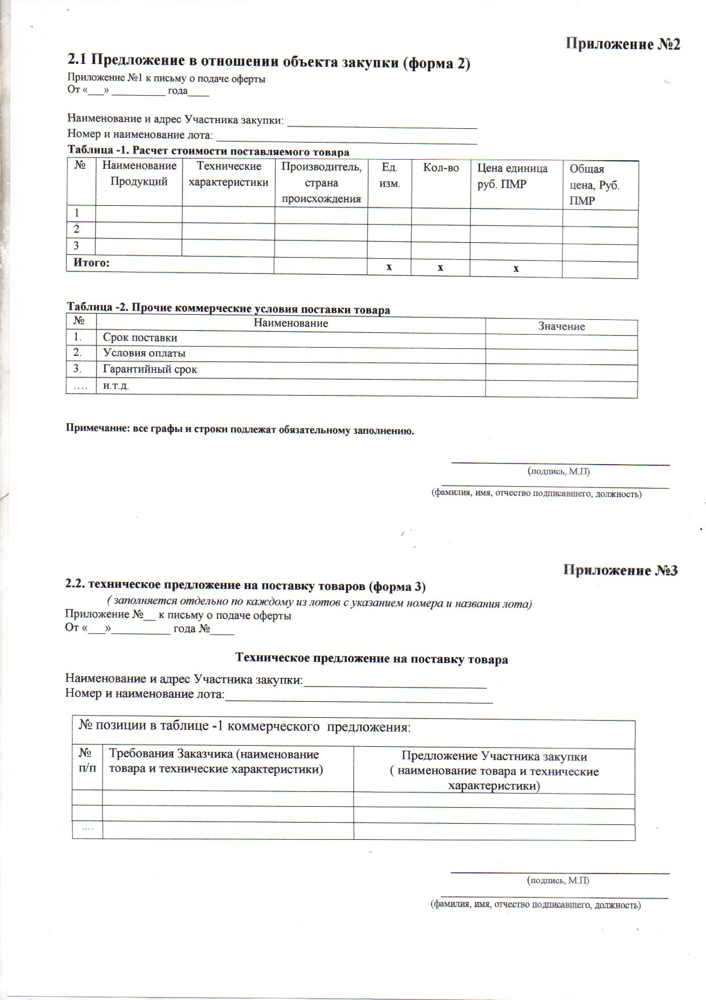 Приложение №2
2.1 Предложение в отношении объекта закупки (форма 2)
Приложение №1 к письму о подаче оферты
От «___» __________ года____
Наименование и адрес Участника закупки: ______________________________
Номер и наименование лота: ______________________________
Таблица -1. Расчет стоимости поставляемого товара
№ Наименование Технические Производитель, Ед. Кол-во Цена единица Общая
Продукций характеристики страна изм. руб. ПМР цена, Руб.
происхождения ПМР
1
2
3
Итого: х х х
Таблица -2. Прочие коммерческие условия поставки товара
№ Наименование Значение
1. Срок поставки
2. Условия оплаты
3. Гарантийный срок
.... и.т.д.
Примечание: все графы и строки подлежат обязательному заполнению.
(подпись, М.П)
(фамилия, имя, отчество подписавшего, должность)
Приложение №3
2.2. техническое предложение на поставку товаров (форма 3)
( заполняется отдельно по каждому из лотов с указанием номера и названия лота)
Приложение №__ к письму о подаче оферты
От «___»__________ года №____
Техническое предложение на поставку товара
Наименование и адрес Участника закупки:______________________________
Номер и наименование лота:______________________________
№ позиции в таблице -1 коммерческого предложения:
№ Требования Заказчика (наименование Предложение Участника закупки
п/п товара и технические характеристики) ( наименование товара и технические
характеристики)
....
(подпись, М.П)
(фамилия, имя, отчество подписавшего, должность)